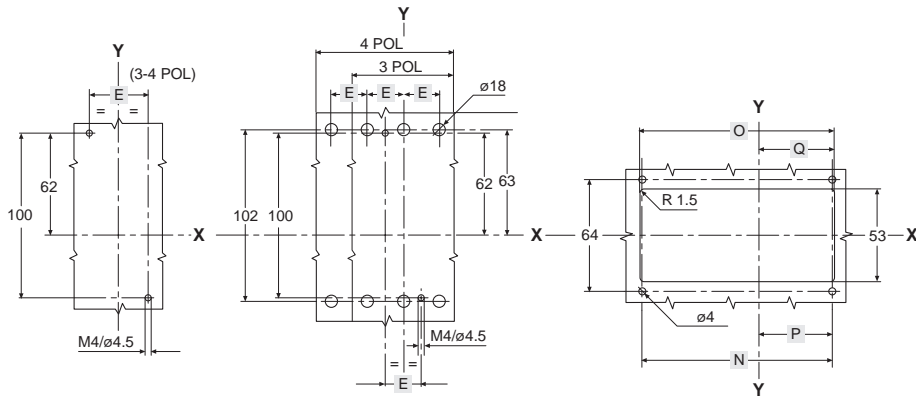 Y
(3-4 POL)
E
= =
62
100
X
M4/ø4.5
Y
4 POL
3 POL
E E E
ø18
102
100
62
63
X
M4/ø4.5
= =
E
Y
O
Q
R 1.5
64
53
X
ø4
P
N
Y